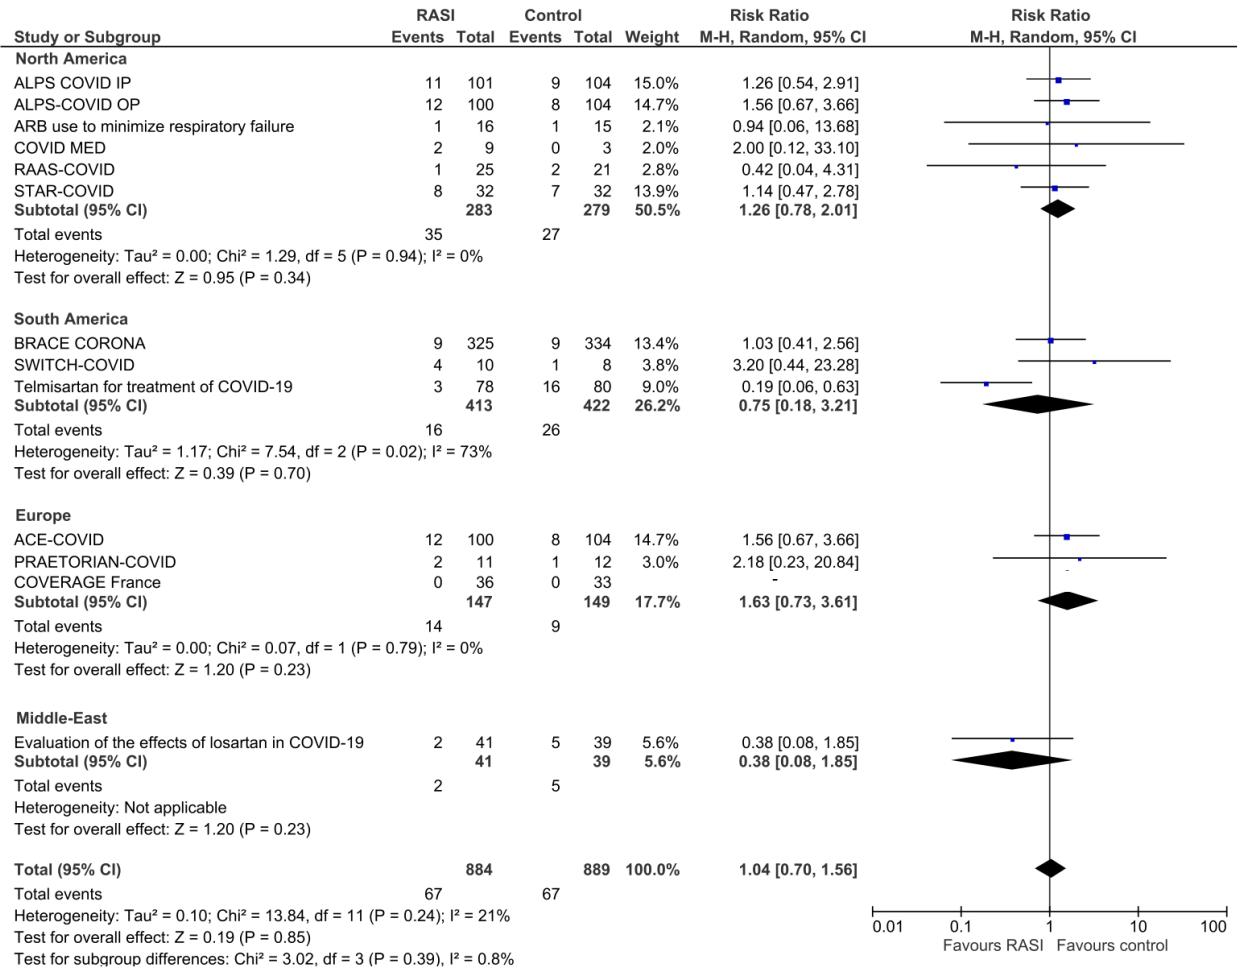 RASI Control Risk Ratio Risk Ratio
Study or Subgroup Events Total Events Total Weight M-H, Random, 95% CI M-H, Random, 95% CI
North America
ALPS COVID IP 11 101 9 104 15.0% 1.26 [0.54, 2.91]
ALPS-COVID OP 12 100 8 104 14.7% 1.56 [0.67, 3.66]
ARB use to minimize respiratory failure 1 16 1 15 2.1% 0.94 [0.06, 13.68]
COVID MED 2 9 0 3 2.0% 2.00 [0.12, 33.10]
RAAS-COVID 1 25 2 21 2.8% 0.42 [0.04, 4.31]
STAR-COVID 8 32 7 32 13.9% 1.14 [0.47, 2.78]
Subtotal (95% CI) 283 279 50.5% 1.26 [0.78, 2.01]
Total events 35 27
Heterogeneity: Tau² = 0.00; Chi² = 1.29, df = 5 (P = 0.94); I² = 0%
Test for overall effect: Z = 0.95 (P = 0.34)
South America
BRACE CORONA 9 325 9 334 13.4% 1.03 [0.41, 2.56]
SWITCH-COVID 4 10 1 8 3.8% 3.20 [0.44, 23.28]
Telmisartan for treatment of COVID-19 3 78 16 80 9.0% 0.19 [0.06, 0.63]
Subtotal (95% CI) 413 422 26.2% 0.75 [0.18, 3.21]
Total events 16 26
Heterogeneity: Tau² = 1.17; Chi² = 7.54, df = 2 (P = 0.02); I² = 73%
Test for overall effect: Z = 0.39 (P = 0.70)
Europe
ACE-COVID 12 100 8 104 14.7% 1.56 [0.67, 3.66]
PRAETORIAN-COVID 2 11 1 12 3.0% 2.18 [0.23, 20.84]
COVERAGE France 0 36 0 33 -
Subtotal (95% CI) 147 149 17.7% 1.63 [0.73, 3.61]
Total events 14 9
Heterogeneity: Tau² = 0.00; Chi² = 0.07, df = 1 (P = 0.79); I² = 0%
Test for overall effect: Z = 1.20 (P = 0.23)
Middle-East
Evaluation of the effects of losartan in COVID-19 2 41 5 39 5.6% 0.38 [0.08, 1.85]
Subtotal (95% CI) 41 39 5.6% 0.38 [0.08, 1.85]
Total events 2 5
Heterogeneity: Not applicable
Test for overall effect: Z = 1.20 (P = 0.23)
Total (95% CI) 884 889 100.0% 1.04 [0.70, 1.56]
Total events 67 67
Heterogeneity: Tau² = 0.10; Chi² = 13.84, df = 11 (P = 0.24); I² = 21%
Test for overall effect: Z = 0.19 (P = 0.85)
Test for subgroup differences: Chi² = 3.02, df = 3 (P = 0.39), I² = 0.8%
0.01 0.1 1 10 100
Favours RASI Favours control